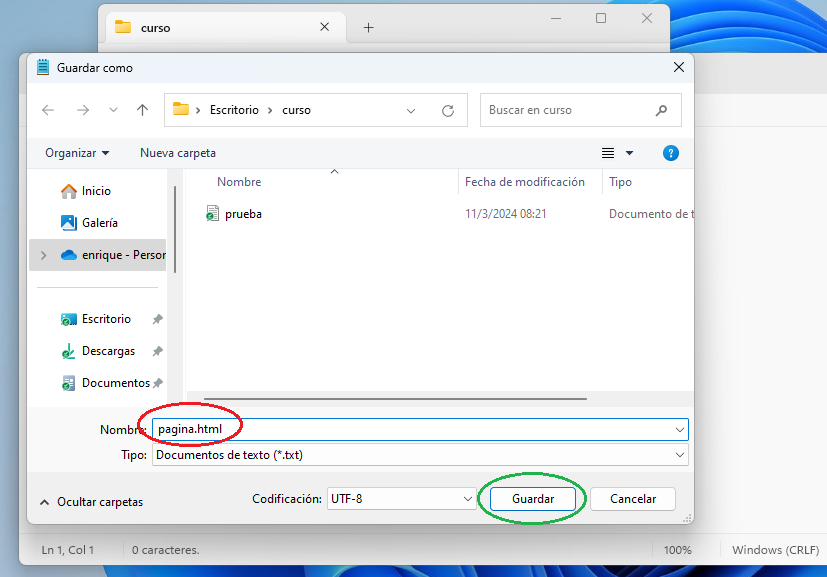 curso
Guardar como
Escritorio > curso
Buscar en curso
Organizar Nueva carpeta
Nombre Fecha de modificación Tipo
Inicio
prueba 11/3/2024 08:21 Documento de t
Galería
enrique - Persor
Escritorio
Descargas
Documentos
Nombre: pagina.html
Tipo: Documentos de texto (*.txt)
Ocultar carpetas Codificación: UTF-8 Guardar Cancelar
Ln 1, Col 1 0 caracteres. 100% Windows (CRLF)